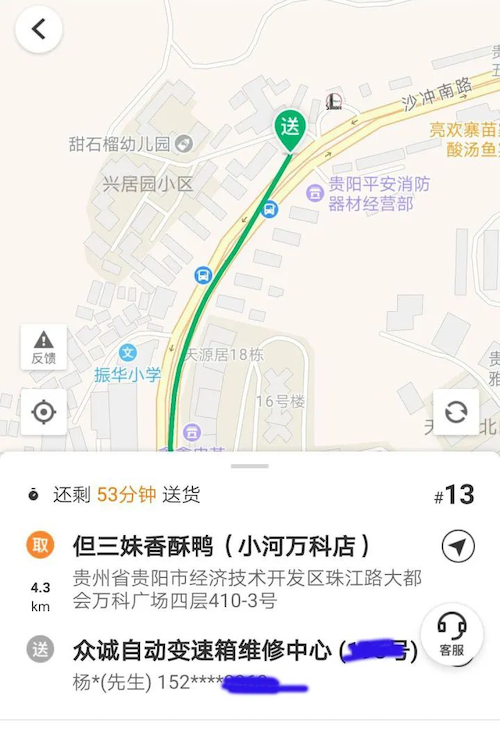 贵
五
沙冲南路
送
亮欢寨苗
酸汤鱼
甜石榴幼儿园
兴居园小区
贵阳平安消防
器材经营部
反馈
文
振华小学
天源居18栋
贵
雅
16号楼
北
还剩 53分钟 送货
#13
取 但三妹香酥鸭（小河万科店）
4.3
km
贵州省贵阳市经济技术开发区珠江路大都
会万科广场四层410-3号
客服
送 众诚自动变速箱维修中心 (号)
杨*(先生) 152****